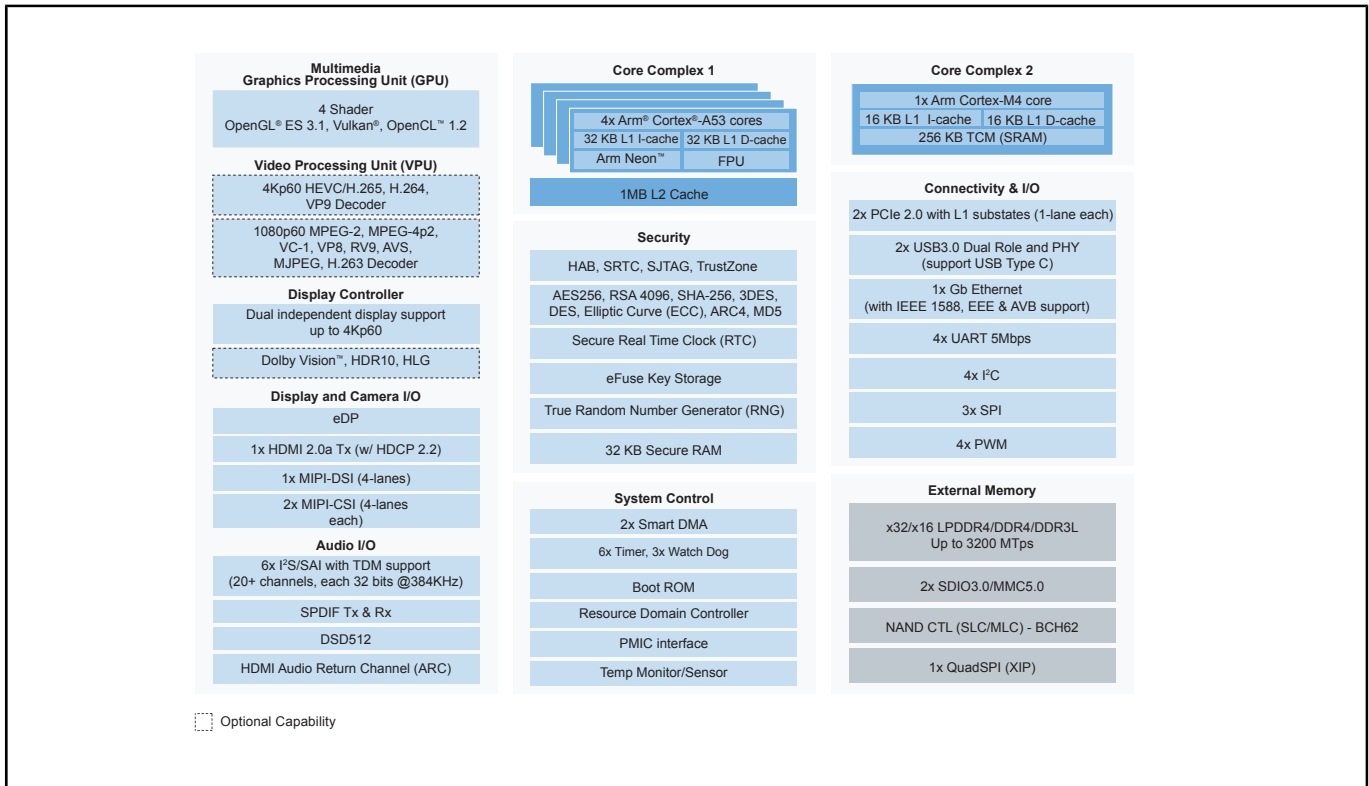 Multimedia
Graphics Processing Unit (GPU)
4 Shader
OpenGL® ES 3.1, Vulkan®, OpenCL™ 1.2
Video Processing Unit (VPU)
4Kp60 HEVC/H.265, H.264,
VP9 Decoder
1080p60 MPEG-2, MPEG-4p2,
VC-1, VP8, RV9, AVS,
MJPEG, H.263 Decoder
Display Controller
Dual independent display support
up to 4Kp60
Dolby Vision™, HDR10, HLG
Display and Camera I/O
eDP
1x HDMI 2.0a Tx (w/ HDCP 2.2)
1x MIPI-DSI (4-lanes)
2x MIPI-CSI (4-lanes
each)
Audio I/O
6x I²S/SAI with TDM support
(20+ channels, each 32 bits @384KHz)
SPDIF Tx & Rx
DSD512
HDMI Audio Return Channel (ARC)
Core Complex 1
4x Arm® Cortex®-A53 cores
32 KB L1 I-cache 32 KB L1 D-cache
Arm Neon™ FPU
1MB L2 Cache
Security
HAB, SRTC, SJTAG, TrustZone
AES256, RSA 4096, SHA-256, 3DES,
DES, Elliptic Curve (ECC), ARC4, MD5
Secure Real Time Clock (RTC)
eFuse Key Storage
True Random Number Generator (RNG)
32 KB Secure RAM
System Control
2x Smart DMA
6x Timer, 3x Watch Dog
Boot ROM
Resource Domain Controller
PMIC interface
Temp Monitor/Sensor
Core Complex 2
1x Arm Cortex-M4 core
16 KB L1 I-cache 16 KB L1 D-cache
256 KB TCM (SRAM)
Connectivity & I/O
2x PCIe 2.0 with L1 substates (1-lane each)
2x USB3.0 Dual Role and PHY
(support USB Type C)
1x Gb Ethernet
(with IEEE 1588, EEE & AVB support)
4x UART 5Mbps
4x I²C
3x SPI
4x PWM
External Memory
x32/x16 LPDDR4/DDR4/DDR3L
Up to 3200 MTps
2x SDIO3.0/MMC5.0
NAND CTL (SLC/MLC) - BCH62
1x QuadSPI (XIP)
Optional Capability